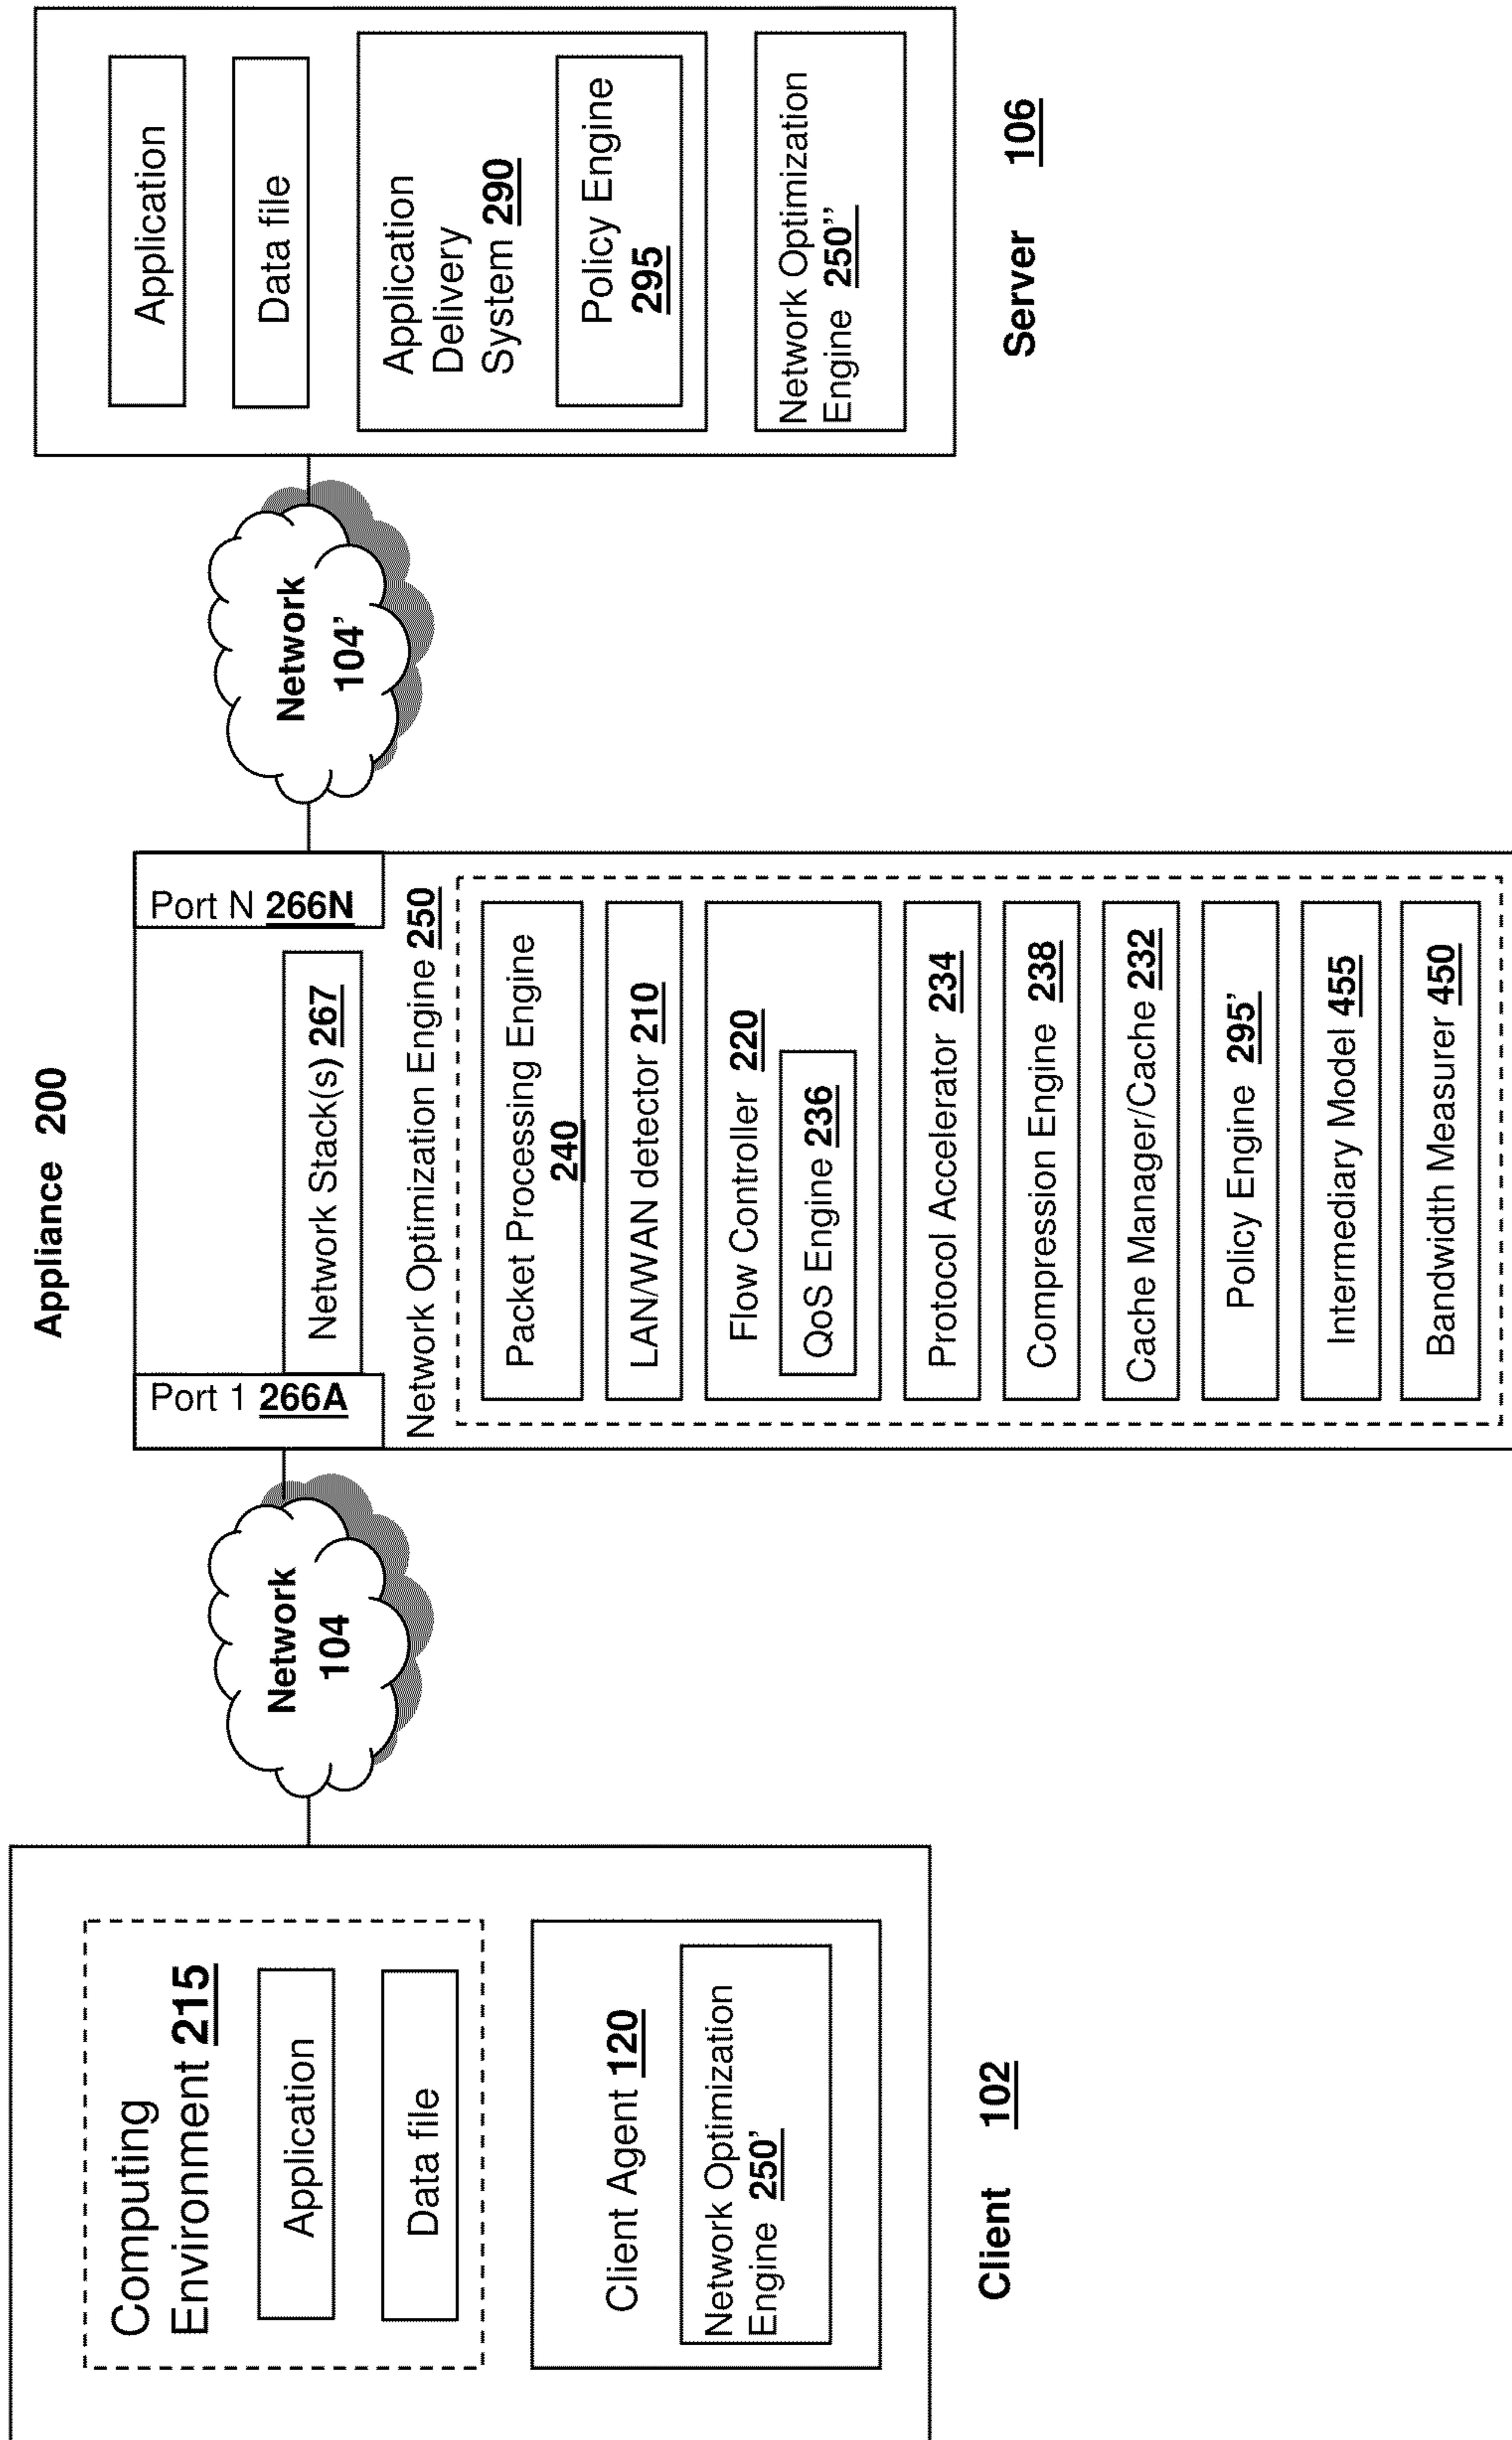 Appliance 200
Computing
Environment 215
Application
Data file
Client Agent 120
Network Optimization
Engine 250'
Client 102
Network
104
Port 1 266A
Port N 266N
Network Stack(s) 267
Network Optimization Engine 250
Packet Processing Engine
240
LAN/WAN detector 210
Flow Controller 220
QoS Engine 236
Protocol Accelerator 234
Compression Engine 238
Cache Manager/Cache 232
Policy Engine 295'
Intermediary Model 455
Bandwidth Measurer 450
Network
104'
Application
Data file
Application
Delivery
System 290
Policy Engine
295
Network Optimization
Engine 250''
Server 106